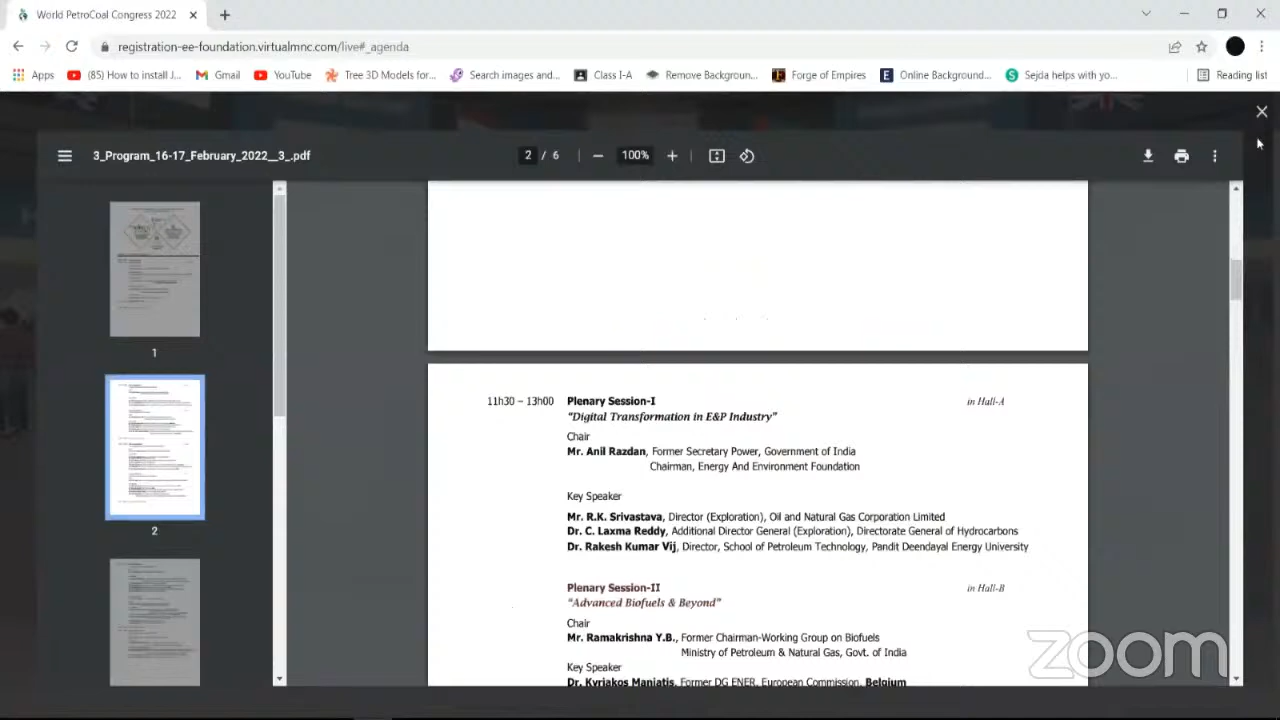 World PetroCoal Congress 2022
registration-ee-foundation.virtualmnc.com/live#_agenda
Apps (85) How to install J... Gmail YouTube Tree 3D Models for... Search images and... Class I-A Remove Backgroun... Forge of Empires Online Background... Sejda helps with yo... Reading list
3_Program_16-17_February_2022__3_.pdf 2 / 6 100%
1
2
11h30 – 13h00 Plenary Session-I in Hall-A
"Digital Transformation in E&P Industry"
Chair
Mr. Anil Razdan, Former Secretary Power, Government of India
Chairman, Energy And Environment Foundation
Key Speaker
Mr. R.K. Srivastava, Director (Exploration), Oil and Natural Gas Corporation Limited
Dr. C. Laxma Reddy, Additional Director General (Exploration), Directorate General of Hydrocarbons
Dr. Rakesh Kumar Vij, Director, School of Petroleum Technology, Pandit Deendayal Energy University
Plenary Session-II in Hall-B
"Advanced Biofuels & Beyond"
Chair
Mr. Ramakrishna Y.B., Former Chairman-Working Group on Biofuels
Ministry of Petroleum & Natural Gas, Govt. of India
Key Speaker
Dr. Kyriakos Maniatis, Former DG ENER, European Commission, Belgium
zoom